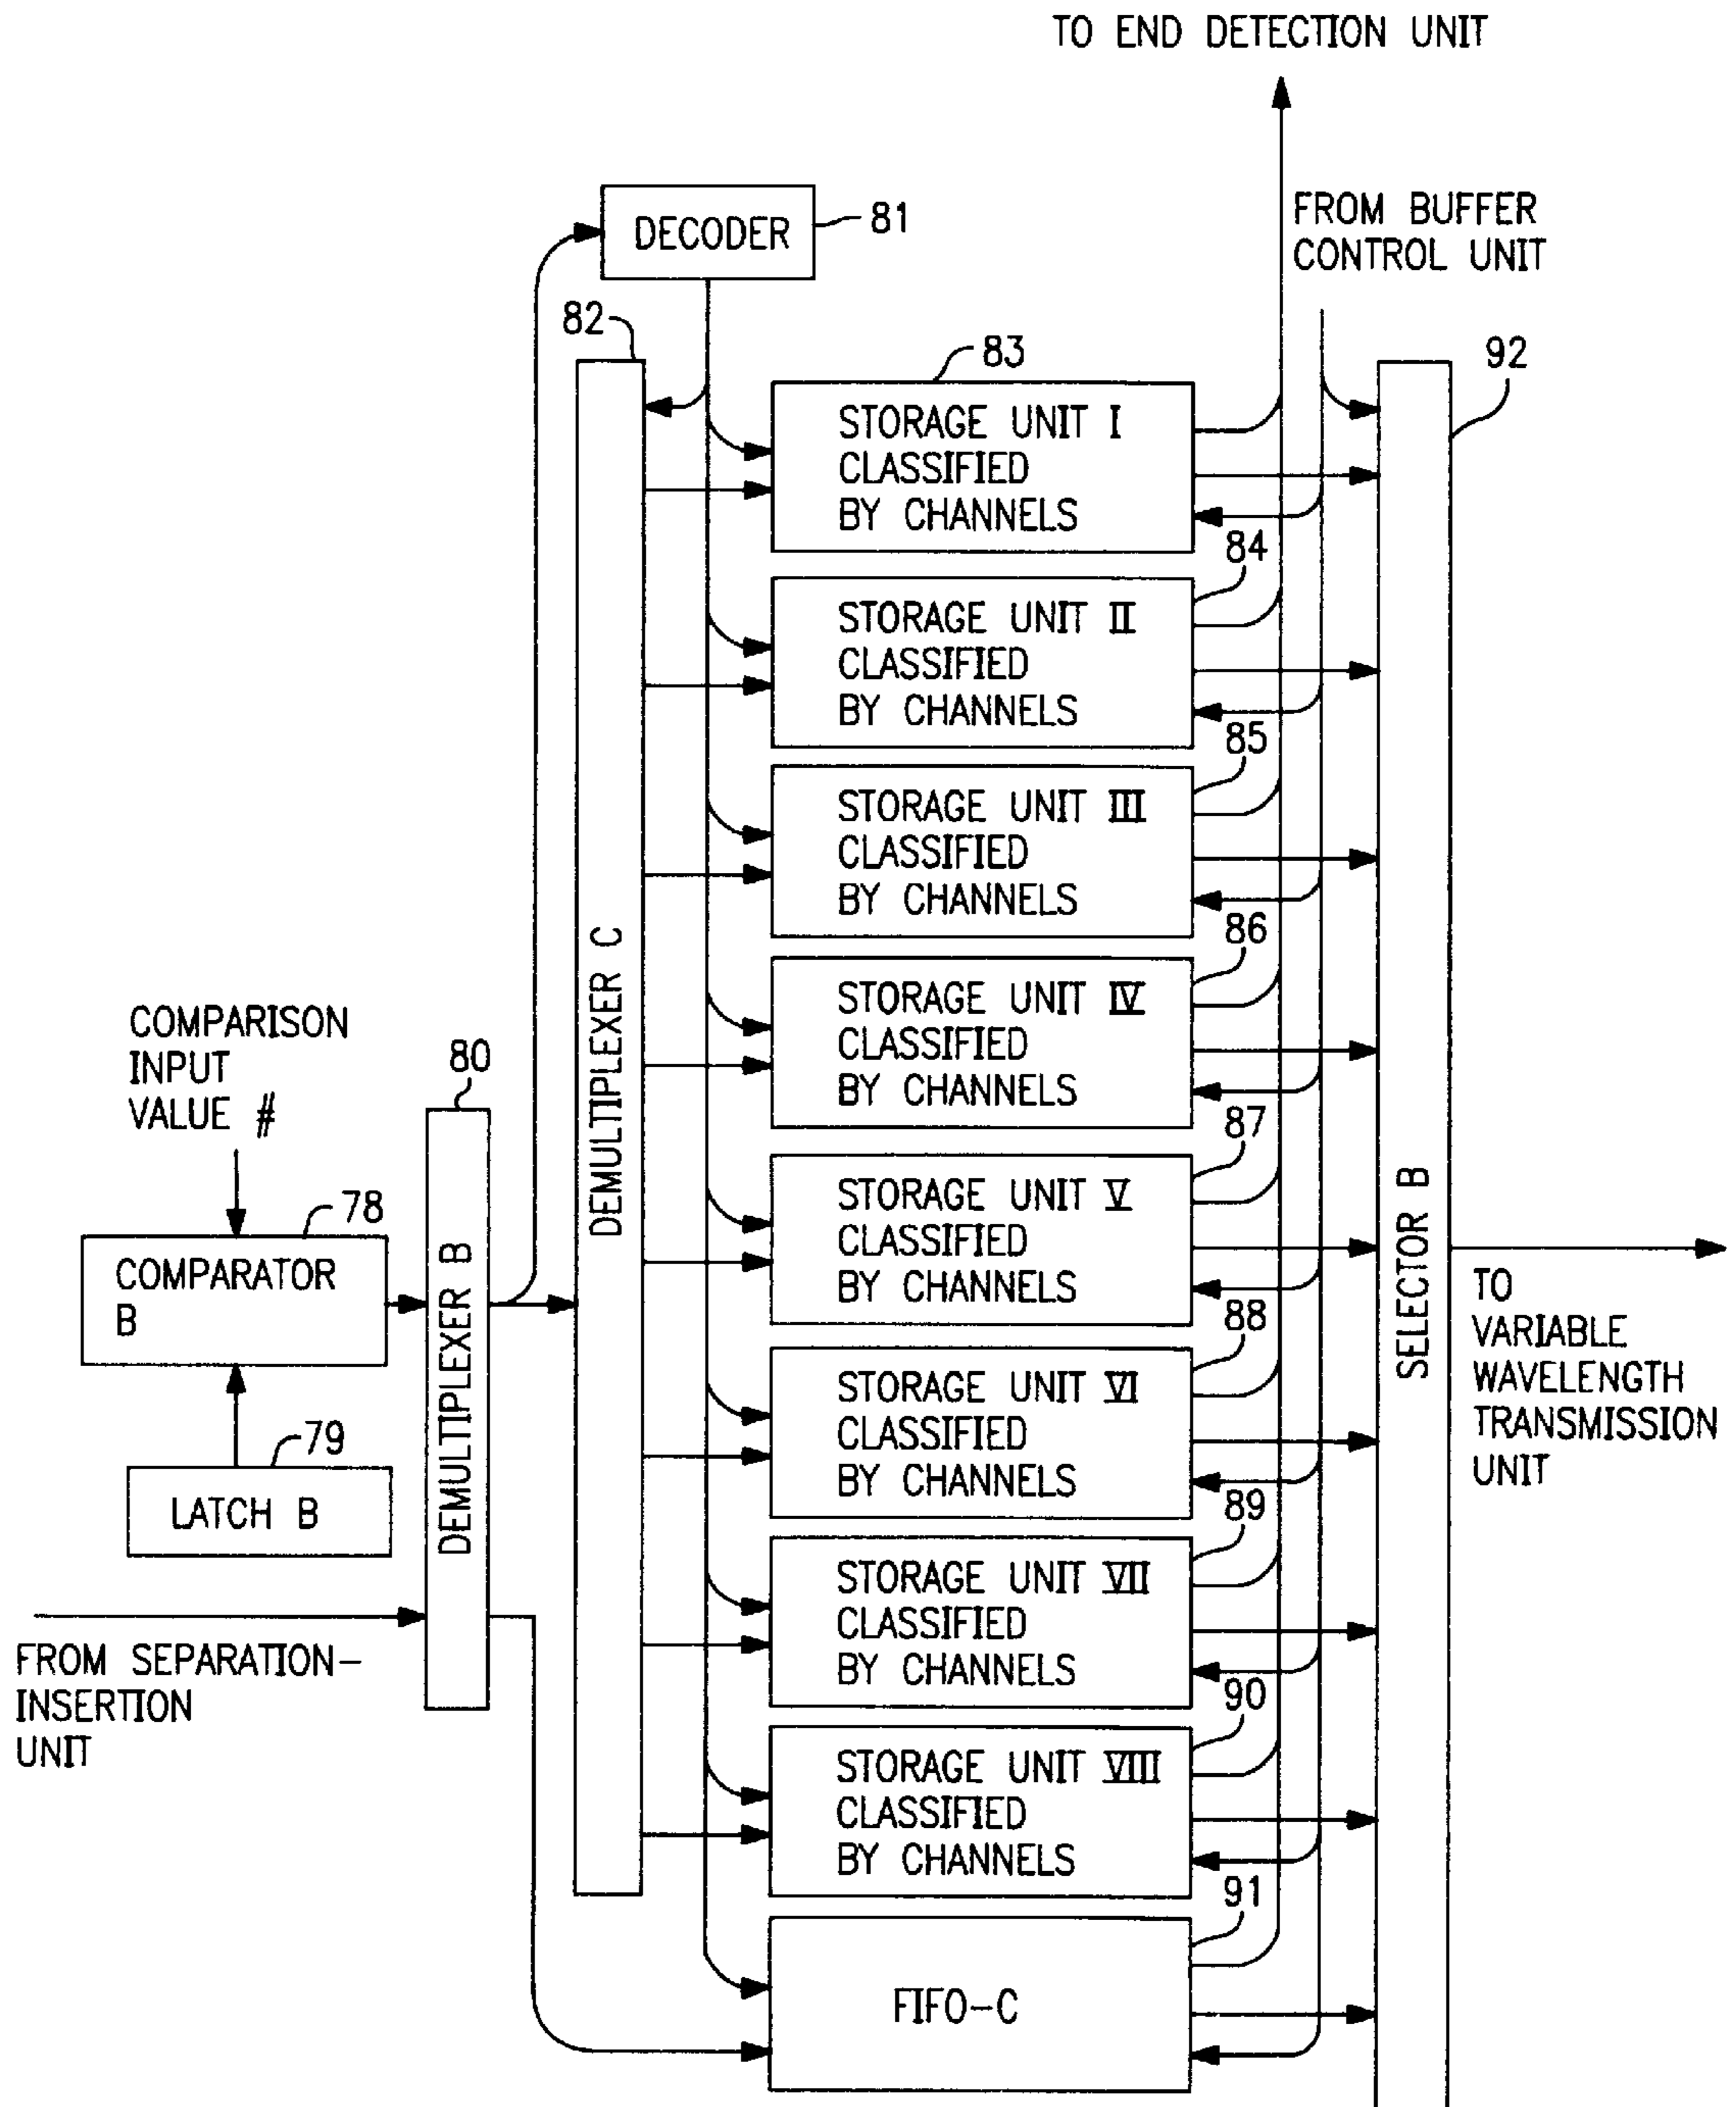 TO END DETECTION UNIT
FROM BUFFER
CONTROL UNIT
DECODER
81
82
83
92
STORAGE UNIT I
CLASSIFIED
BY CHANNELS
84
STORAGE UNIT II
CLASSIFIED
BY CHANNELS
85
STORAGE UNIT III
CLASSIFIED
BY CHANNELS
86
STORAGE UNIT IV
CLASSIFIED
BY CHANNELS
87
STORAGE UNIT V
CLASSIFIED
BY CHANNELS
88
STORAGE UNIT VI
CLASSIFIED
BY CHANNELS
89
STORAGE UNIT VII
CLASSIFIED
BY CHANNELS
90
STORAGE UNIT VIII
CLASSIFIED
BY CHANNELS
91
FIFO-C
DEMULTIPLEXER C
COMPARISON
INPUT
VALUE #
80
78
COMPARATOR
B
79
LATCH B
DEMULTIPLEXER B
FROM SEPARATION-
INSERTION
UNIT
SELECTOR B
TO
VARIABLE
WAVELENGTH
TRANSMISSION
UNIT